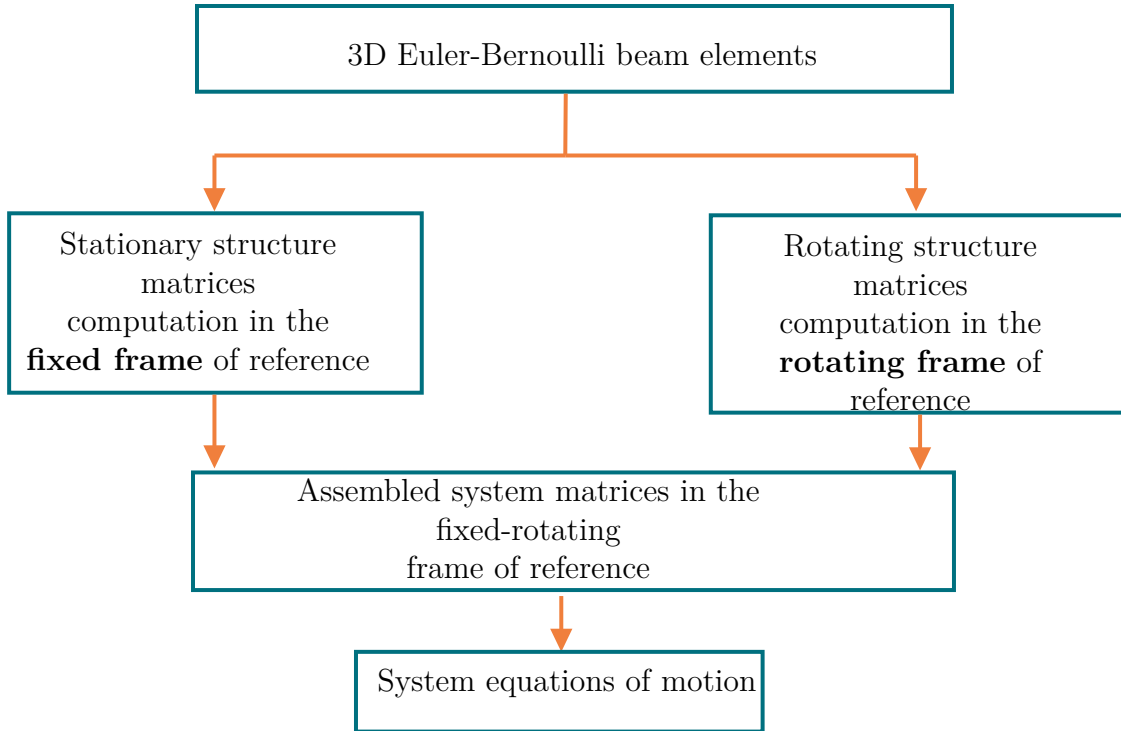 3D Euler-Bernoulli beam elements
Stationary structure
matrices
computation in the
fixed frame of reference
Rotating structure
matrices
computation in the
rotating frame of
reference
Assembled system matrices in the
fixed-rotating
frame of reference
System equations of motion